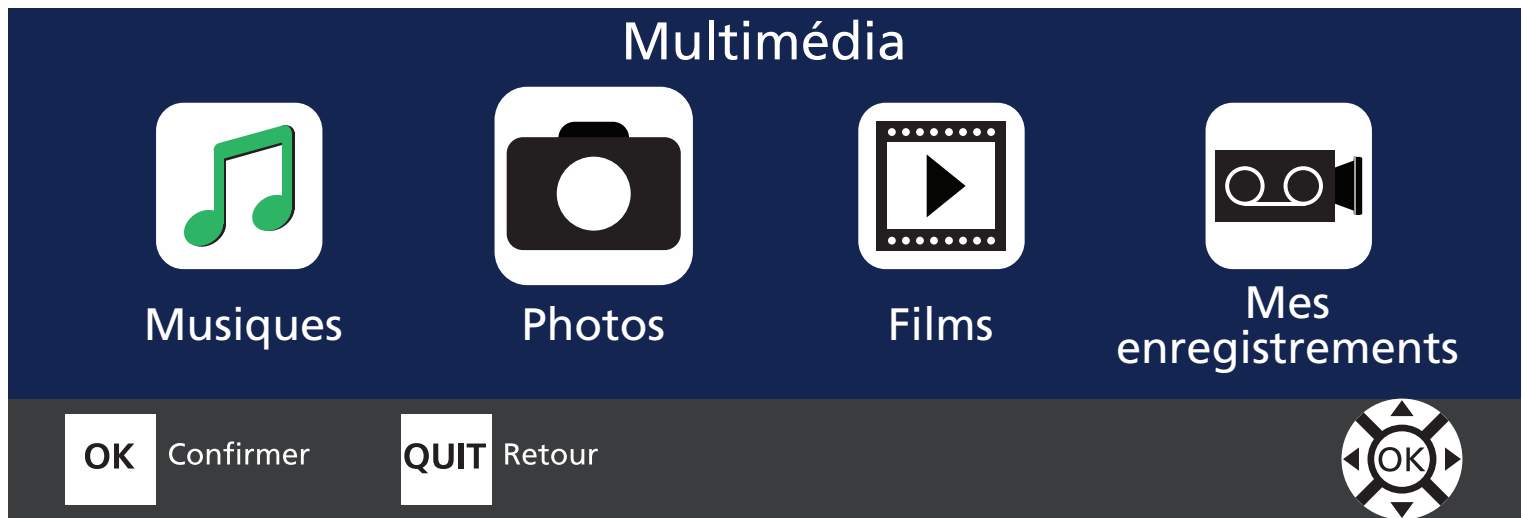 Multimédia
Musiques
Photos
Films
Mes
enregistrements
OK Confirmer
QUIT Retour
OK